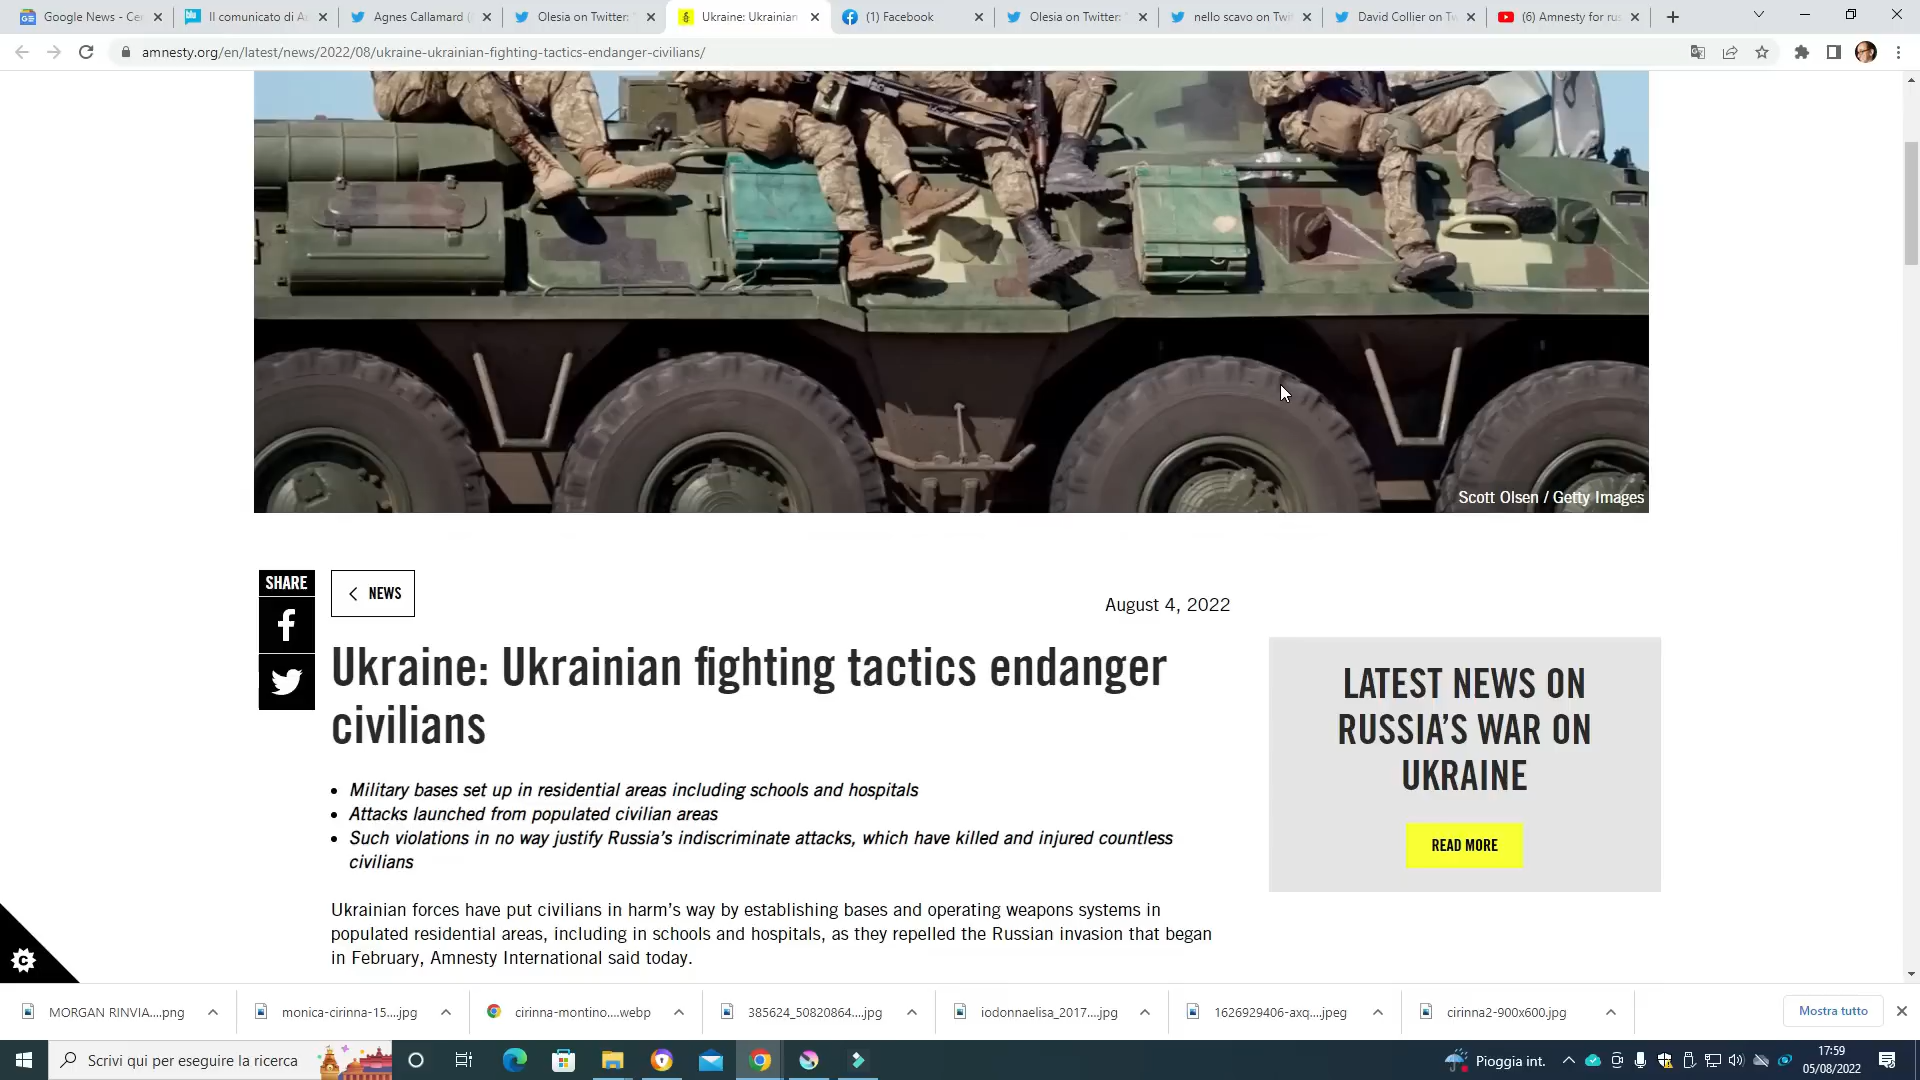 Google News - Ce
Il comunicato di A
Agnes Callamard (
Olesia on Twitter: "
Ukraine: Ukrainian
(1) Facebook
Olesia on Twitter: "
nello scavo on Twi
David Collier on Tw
(6) Amnesty for rus
amnesty.org/en/latest/news/2022/08/ukraine-ukrainian-fighting-tactics-endanger-civilians/
Scott Olsen / Getty Images
SHARE
NEWS
August 4, 2022
Ukraine: Ukrainian fighting tactics endanger
civilians
LATEST NEWS ON
RUSSIA'S WAR ON
UKRAINE
READ MORE
• Military bases set up in residential areas including schools and hospitals
• Attacks launched from populated civilian areas
• Such violations in no way justify Russia's indiscriminate attacks, which have killed and injured countless
civilians
Ukrainian forces have put civilians in harm's way by establishing bases and operating weapons systems in
populated residential areas, including in schools and hospitals, as they repelled the Russian invasion that began
in February, Amnesty International said today.
MORGAN RINVIA....png
monica-cirinna-15....jpg
cirinna-montino....webp
385624_50820864....jpg
iodonnaelisa_2017....jpg
1626929406-axq....jpeg
cirinna2-900x600.jpg
Mostra tutto
Scrivi qui per eseguire la ricerca
Pioggia int.
17:59
05/08/2022